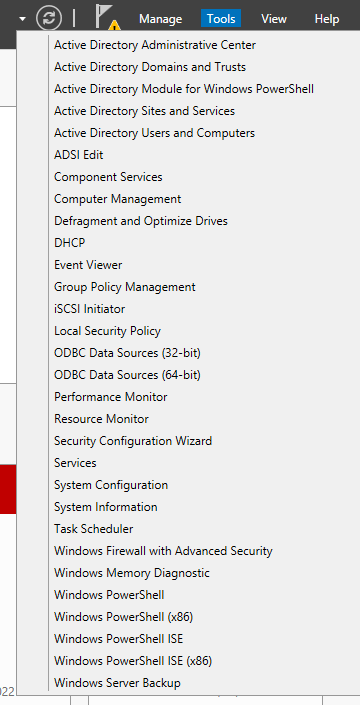 Manage Tools View Help
Active Directory Administrative Center
Active Directory Domains and Trusts
Active Directory Module for Windows PowerShell
Active Directory Sites and Services
Active Directory Users and Computers
ADSI Edit
Component Services
Computer Management
Defragment and Optimize Drives
DHCP
Event Viewer
Group Policy Management
iSCSI Initiator
Local Security Policy
ODBC Data Sources (32-bit)
ODBC Data Sources (64-bit)
Performance Monitor
Resource Monitor
Security Configuration Wizard
Services
System Configuration
System Information
Task Scheduler
Windows Firewall with Advanced Security
Windows Memory Diagnostic
Windows PowerShell
Windows PowerShell (x86)
Windows PowerShell ISE
Windows PowerShell ISE (x86)
Windows Server Backup
022